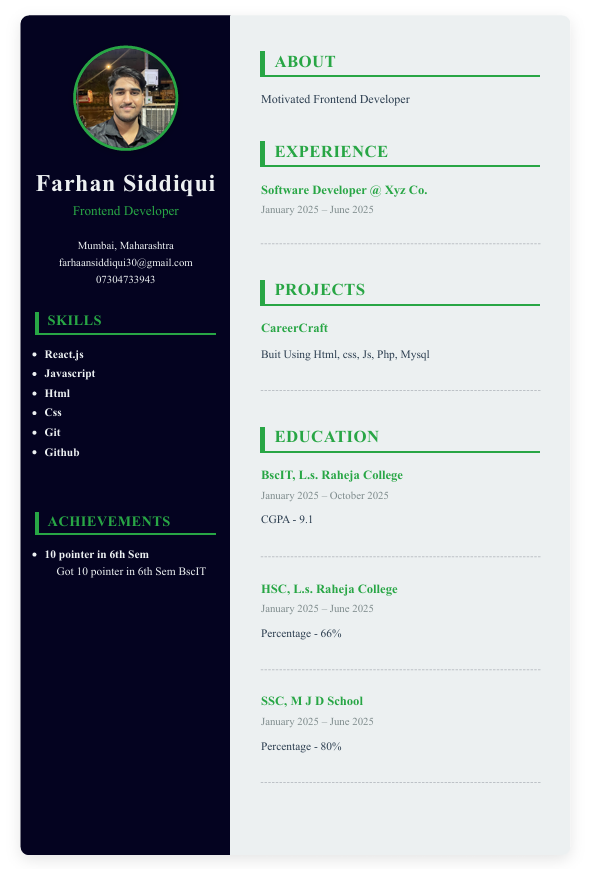 Farhan Siddiqui
Frontend Developer
Mumbai, Maharashtra
farhaansiddiqui30@gmail.com
07304733943
SKILLS
React.js
Javascript
Html
Css
Git
Github
ACHIEVEMENTS
10 pointer in 6th Sem
Got 10 pointer in 6th Sem BscIT
ABOUT
Motivated Frontend Developer
EXPERIENCE
Software Developer @ Xyz Co.
January 2025 – June 2025
PROJECTS
CareerCraft
Buit Using Html, css, Js, Php, Mysql
EDUCATION
BscIT, L.s. Raheja College
January 2025 – October 2025
CGPA - 9.1
HSC, L.s. Raheja College
January 2025 – June 2025
Percentage - 66%
SSC, M J D School
January 2025 – June 2025
Percentage - 80%